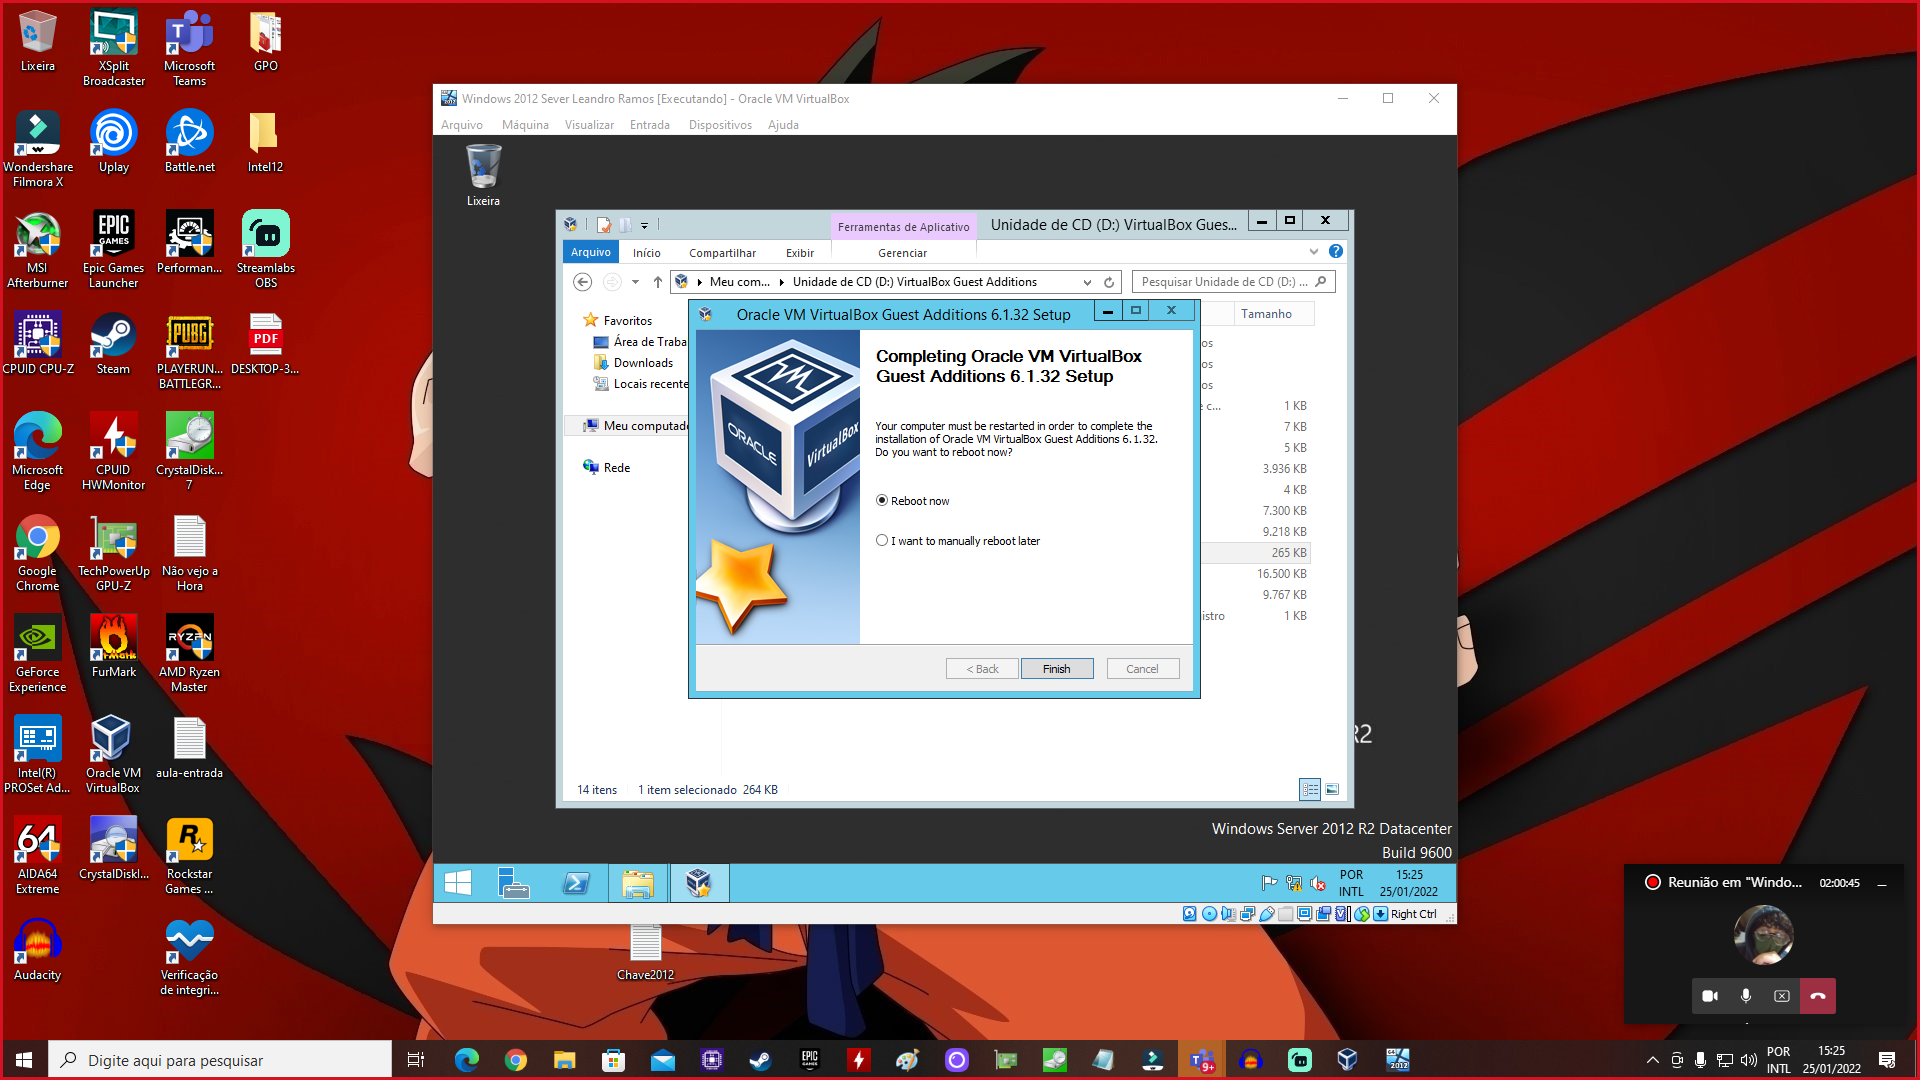 Lixeira
XSplit
Broadcaster
Microsoft
Teams
GPO
Wondershare
Filmora X
Uplay
Battle.net
Intel12
MSI
Afterburner
EPIC
GAMES
Epic Games
Launcher
Performan...
Streamlabs
OBS
CPUID CPU-Z
Steam
PUBG
PLAYERUN...
BATTLEGR...
PDF
DESKTOP-3...
Microsoft
Edge
CPUID
HWMonitor
CrystalDisk...
7
Google
Chrome
TechPowerUp
GPU-Z
Não vejo a
Hora
GeForce
Experience
FurMark
RYZEN
AMD Ryzen
Master
Intel(R)
PROSet Ad...
Oracle VM
VirtualBox
aula-entrada
64
AIDA64
Extreme
CrystalDiskI...
Rockstar
Games ...
Audacity
Verificação
de integri...
Chave2012
Windows 2012 Sever Leandro Ramos [Executando] - Oracle VM VirtualBox
Arquivo Máquina Visualizar Entrada Dispositivos Ajuda
Lixeira
Ferramentas de Aplicativo
Unidade de CD (D:) VirtualBox Gues...
Arquivo Início Compartilhar Exibir Gerenciar
Meu com... Unidade de CD (D:) VirtualBox Guest Additions
Pesquisar Unidade de CD (D:) ...
Favoritos
Área de Traba
Downloads
Locais recente
Meu computado
Rede
Tamanho
os
os
os
e c... 1 KB
7 KB
5 KB
3.936 KB
4 KB
7.300 KB
9.218 KB
265 KB
16.500 KB
9.767 KB
istro 1 KB
Oracle VM VirtualBox Guest Additions 6.1.32 Setup
ORACLE
VirtualBox
Completing Oracle VM VirtualBox
Guest Additions 6.1.32 Setup
Your computer must be restarted in order to complete the
installation of Oracle VM VirtualBox Guest Additions 6.1.32.
Do you want to reboot now?
Reboot now
I want to manually reboot later
< Back Finish Cancel
14 itens 1 item selecionado 264 KB
R2
Windows Server 2012 R2 Datacenter
Build 9600
POR
INTL
15:25
25/01/2022
Right Ctrl
Reunião em "Windo... 02:00:45
Digite aqui para pesquisar
9+
POR
INTL
15:25
25/01/2022